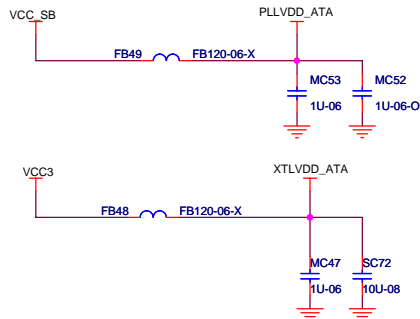 VCC_SB
PLLVDD_ATA
FB49
FB120-06-X
MC53
MC52
1U-06
1U-06-O
VCC3
XTLVDD_ATA
FB48
FB120-06-X
MC47
SC72
1U-06
10U-08